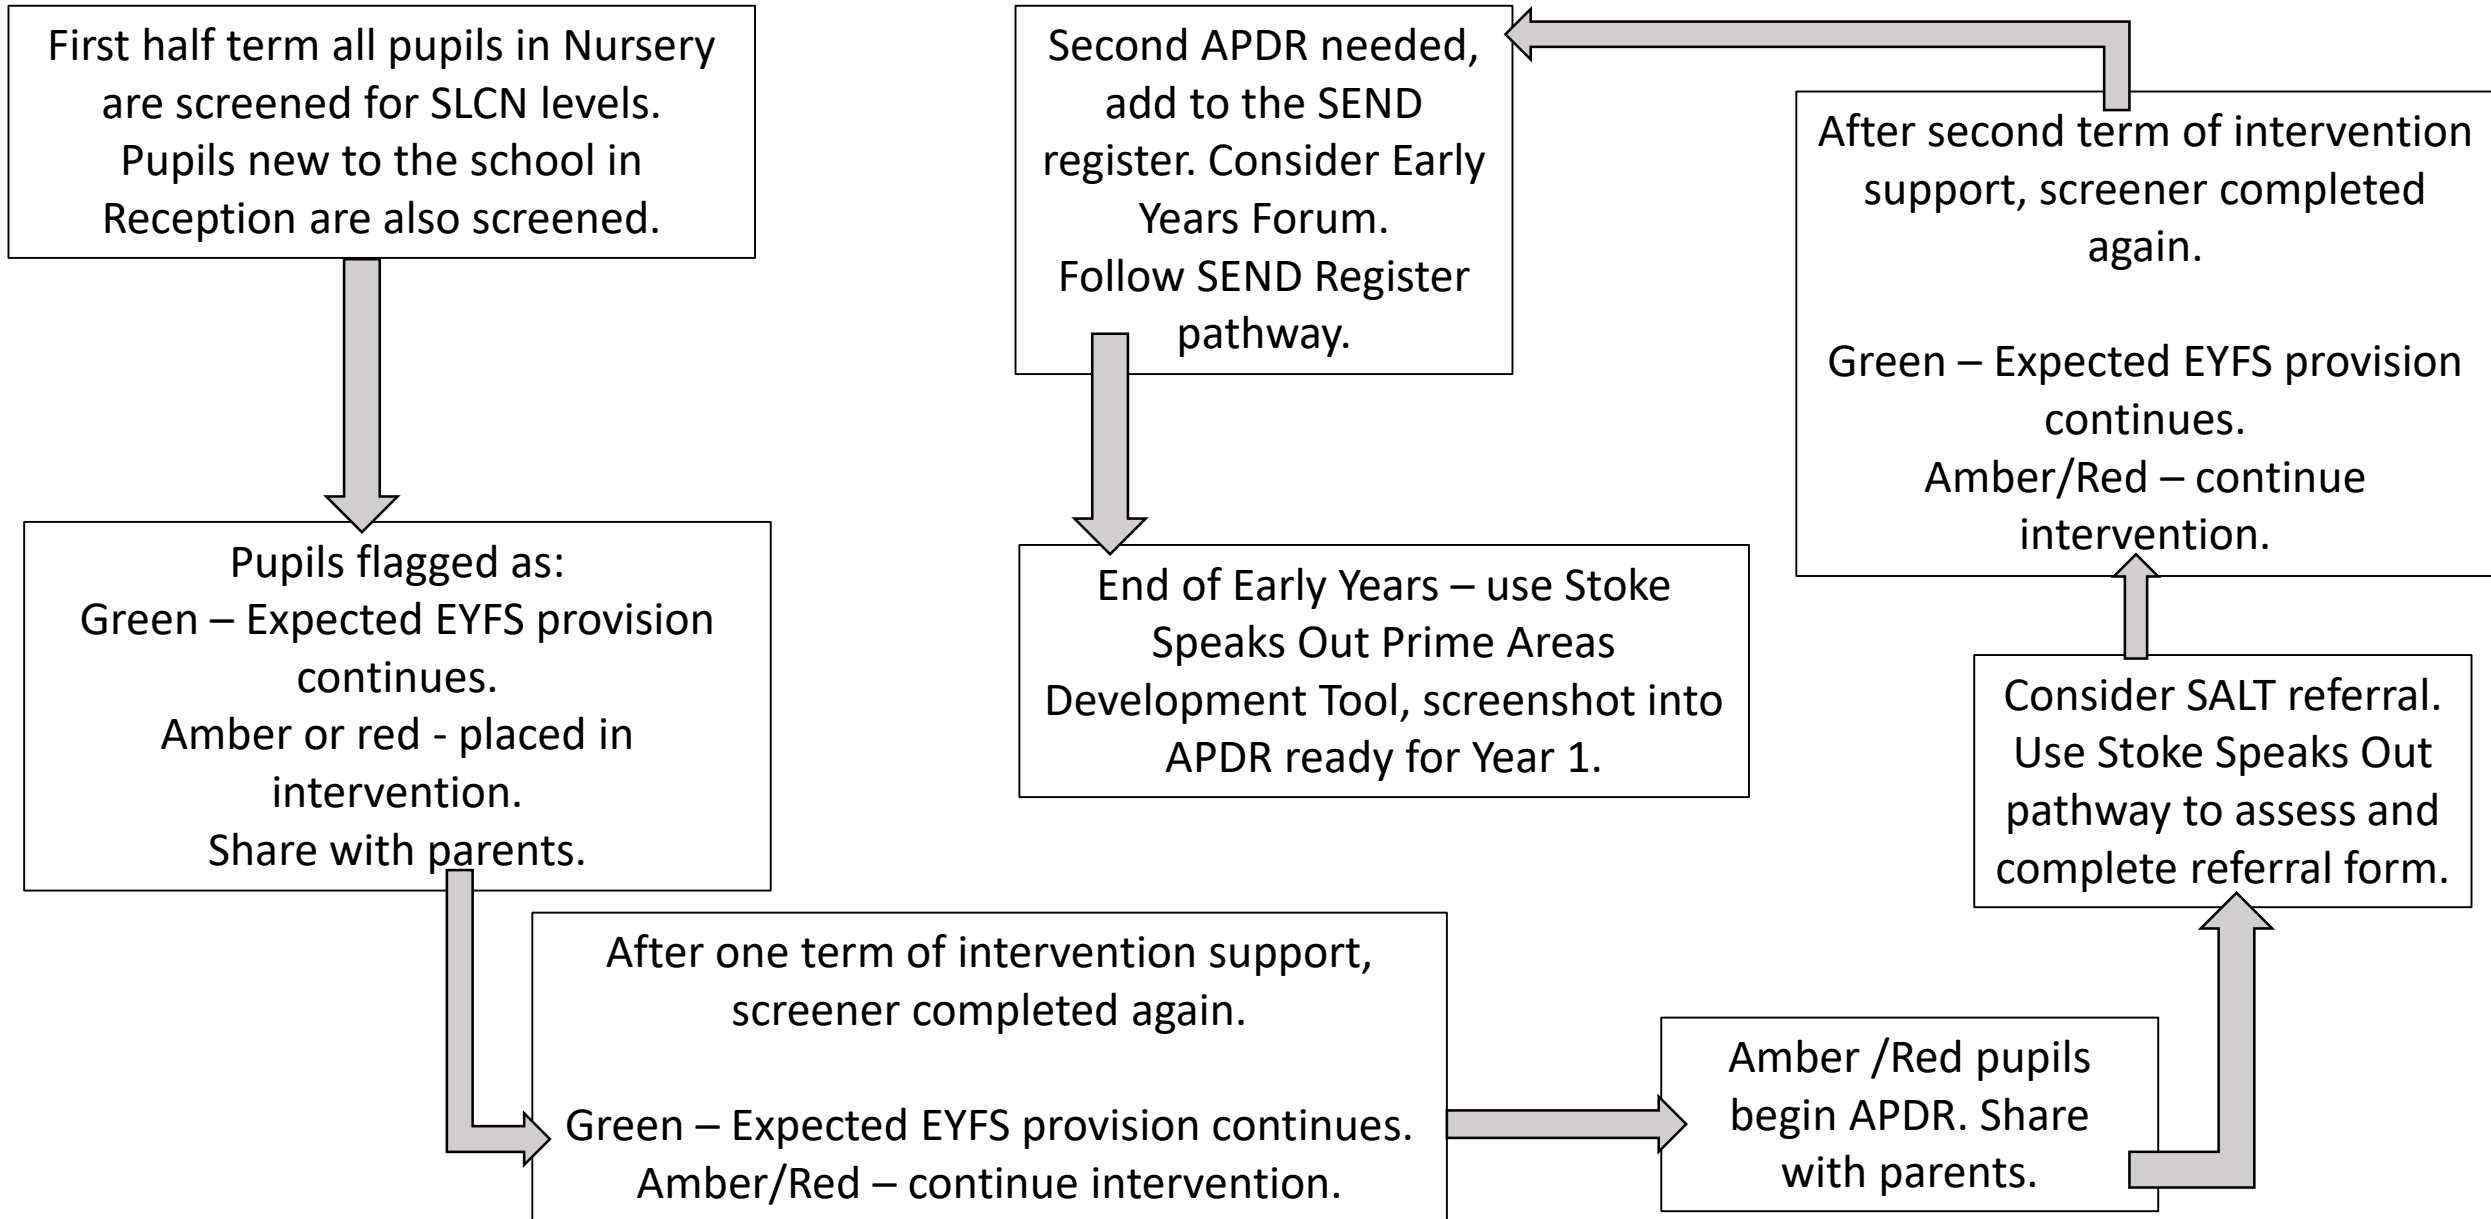 First half term all pupils in Nursery
are screened for SLCN levels.
Pupils new to the school in
Reception are also screened.
Pupils flagged as:
Green – Expected EYFS provision
continues.
Amber or red - placed in
intervention.
Share with parents.
After one term of intervention support,
screener completed again.
Green – Expected EYFS provision continues.
Amber/Red – continue intervention.
Amber /Red pupils
begin APDR. Share
with parents.
Consider SALT referral.
Use Stoke Speaks Out
pathway to assess and
complete referral form.
After second term of intervention
support, screener completed
again.
Green – Expected EYFS provision
continues.
Amber/Red – continue
intervention.
Second APDR needed,
add to the SEND
register. Consider Early
Years Forum.
Follow SEND Register
pathway.
End of Early Years – use Stoke
Speaks Out Prime Areas
Development Tool, screenshot into
APDR ready for Year 1.